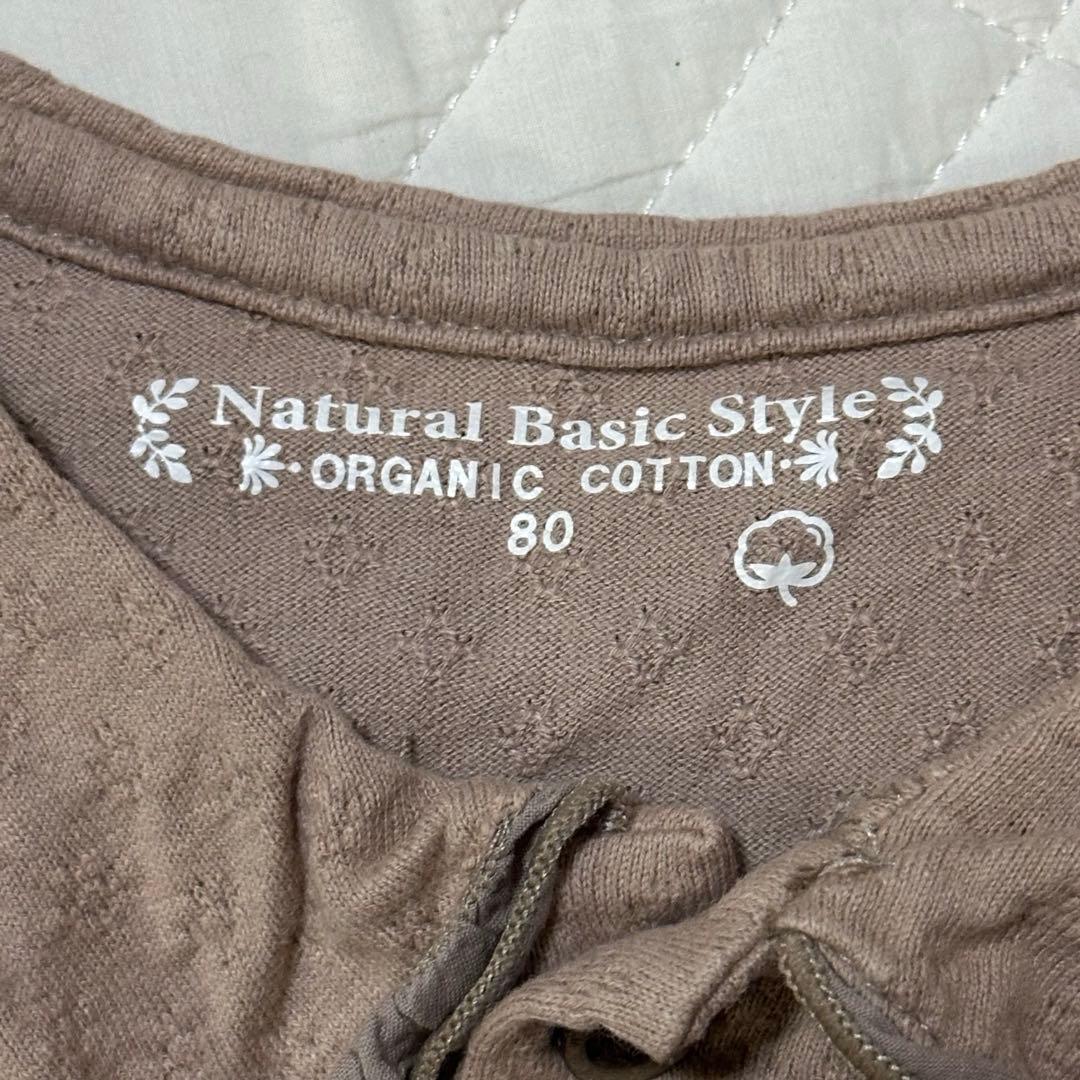 Natural Basic Style
·ORGANIC COTTON·
80